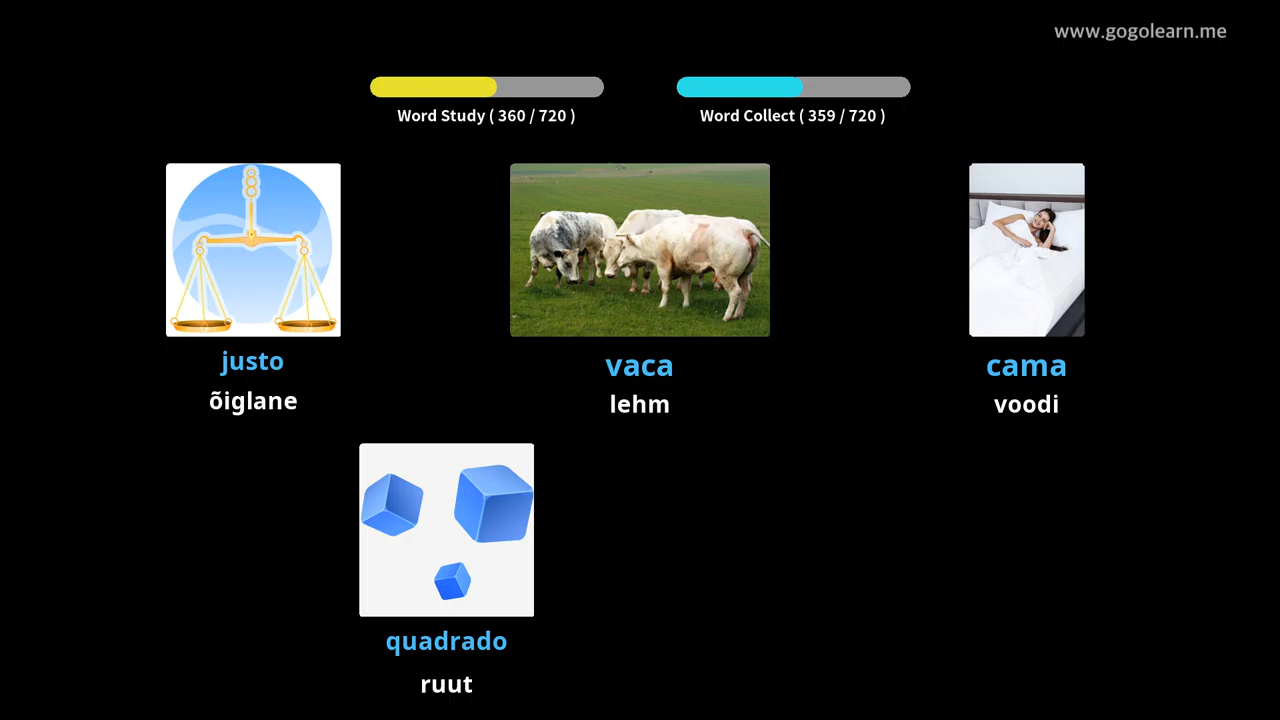 www.gogolearn.me
Word Study ( 360 / 720 )
Word Collect ( 359 / 720 )
justo
õiglane
vaca
lehm
cama
voodi
quadrado
ruut